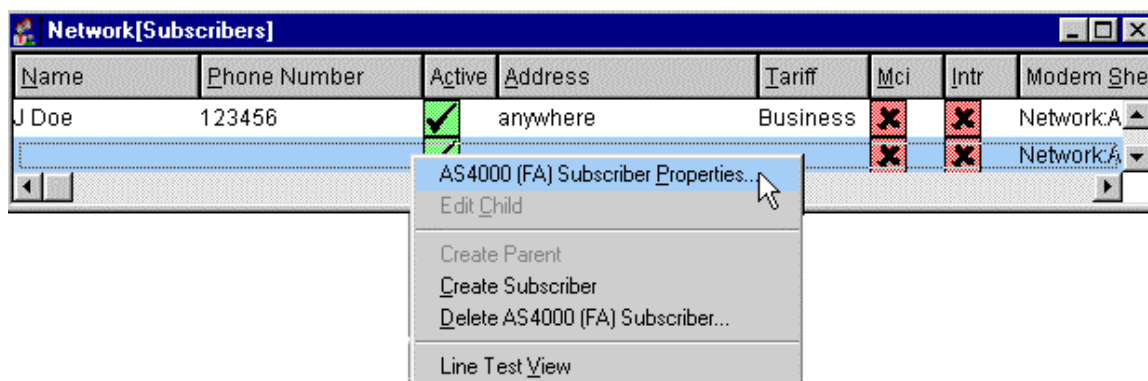 Network[Subscribers]
Name Phone Number Active Address Tariff Mci Intr Modem She
J Doe 123456 anywhere Business Network:A
Network:A
AS4000 (FA) Subscriber Properties...
Edit Child
Create Parent
Create Subscriber
Delete AS4000 (FA) Subscriber...
Line Test View